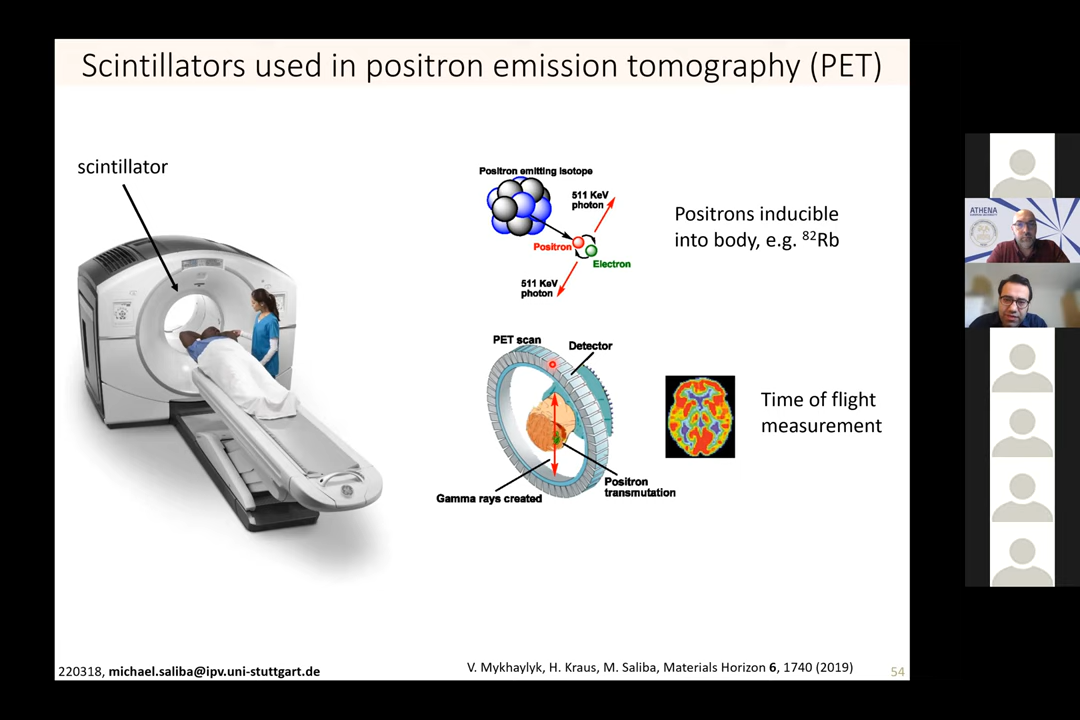 Scintillators used in positron emission tomography (PET)
scintillator
Positron emitting isotope
511 KeV
photon
Positron
Electron
511 KeV
photon
Positrons inducible
into body, e.g. ⁸²Rb
PET scan
Detector
Gamma rays created
Positron
transmutation
Time of flight
measurement
220318, michael.saliba@ipv.uni-stuttgart.de
V. Mykhaylyk, H. Kraus, M. Saliba, Materials Horizon 6, 1740 (2019)
54
ATHENA